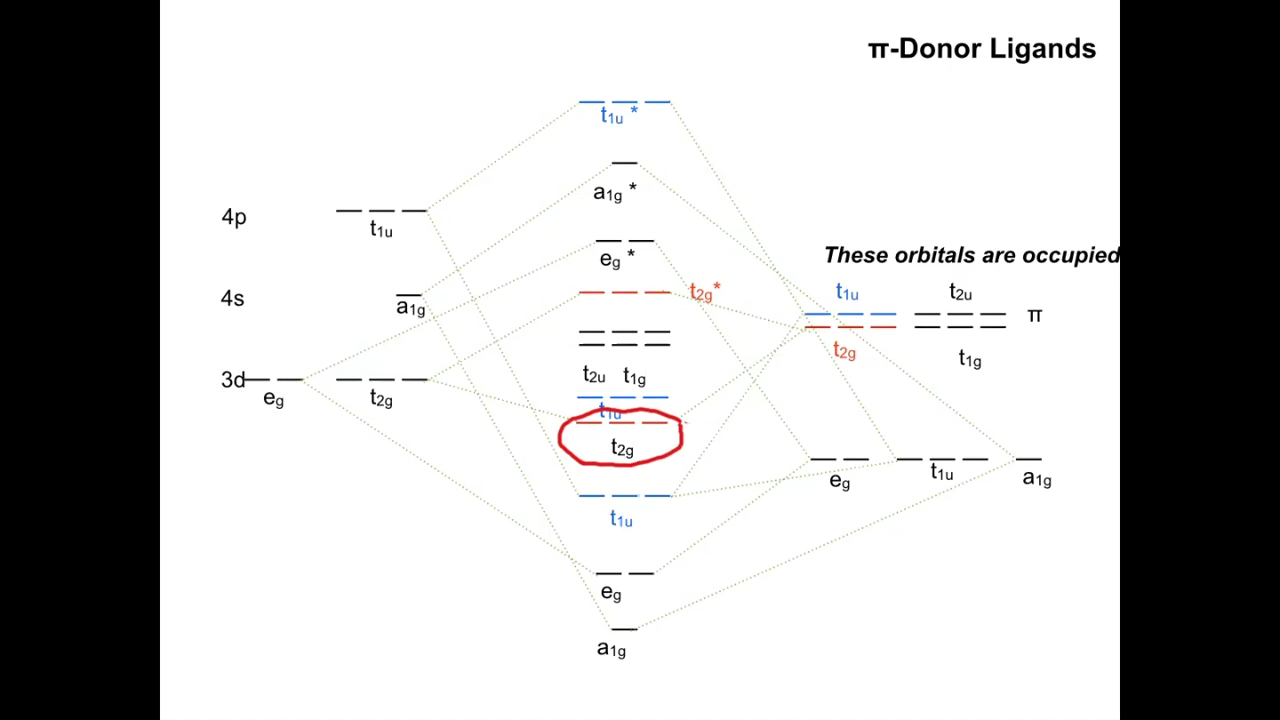 π-Donor Ligands
t1u *
a1g *
4p
t1u
eg *
These orbitals are occupied
4s
a1g
t2g*
t1u
t2u
π
t2g
t1g
3d
eg
t2g
t2u t1g
t1u
t2g
eg
t1u
a1g
t1u
eg
a1g